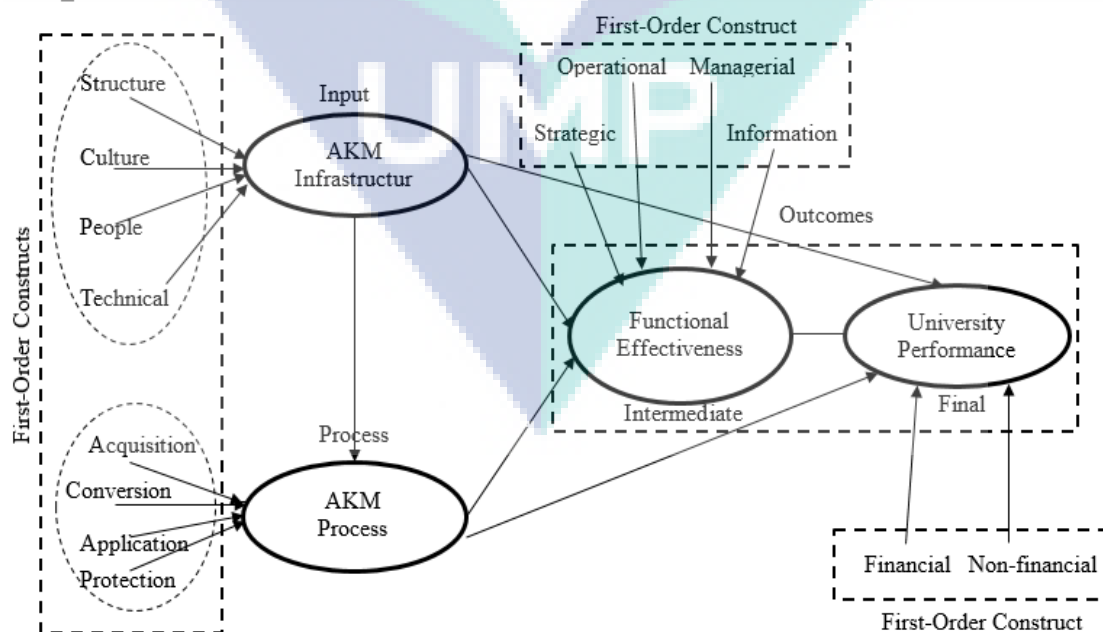 First-Order Construct
Operational Managerial
Strategic Information
Structure
Culture
People
Technical
First-Order Constructs
Input
AKM
Infrastructur
UMP
Outcomes
Functional
Effectiveness
Intermediate
University
Performance
Final
Acquisition
Conversion
Application
Protection
Process
AKM
Process
Financial Non-financial
First-Order Construct